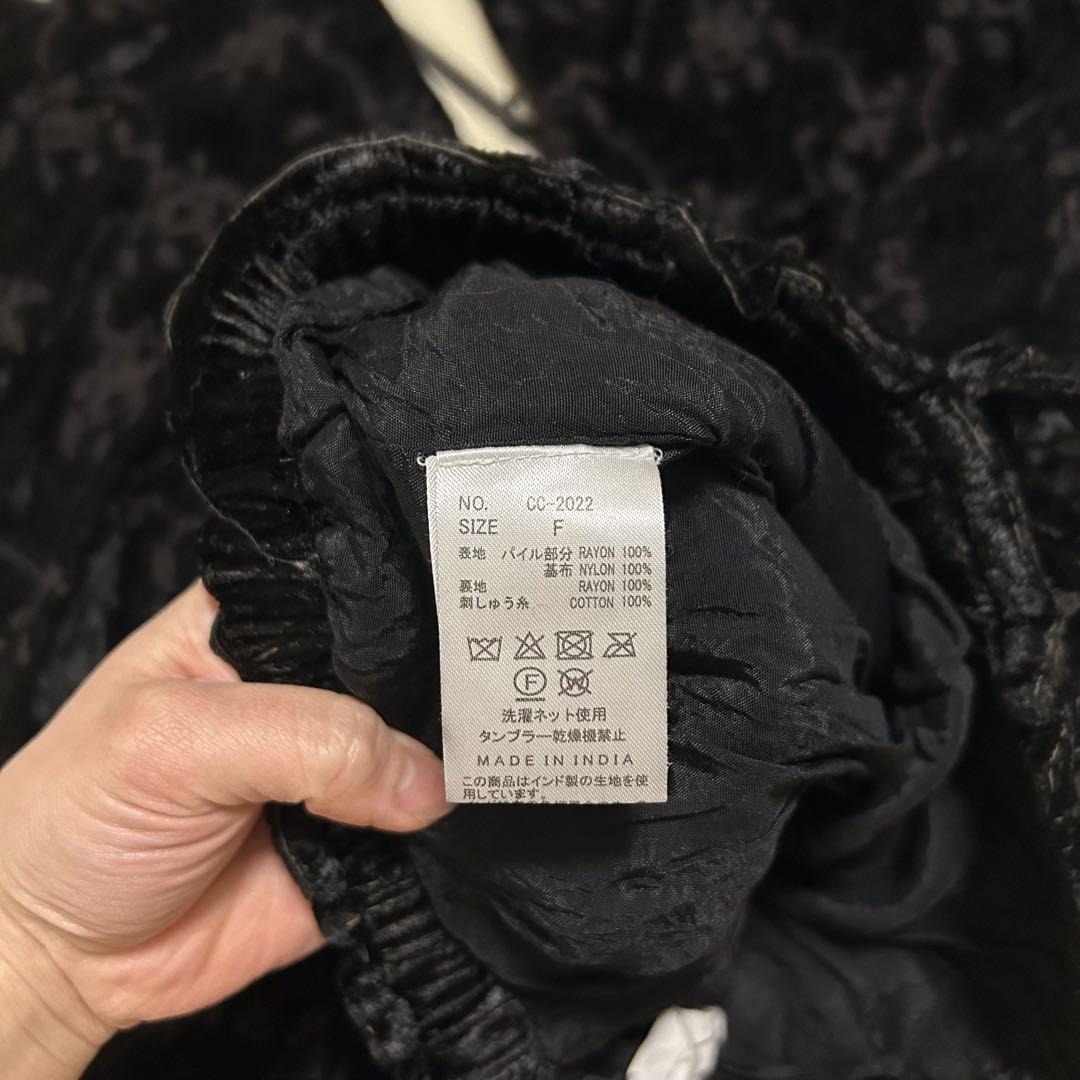 NO. CC-2022
SIZE F
表地 パイル部分 RAYON 100%
基布 NYLON 100%
裏地 RAYON 100%
刺しゅう糸 COTTON 100%
F
W
洗濯ネット使用
タンブラー乾燥機禁止
MADE IN INDIA
この商品はインド製の生地を使
用しています。